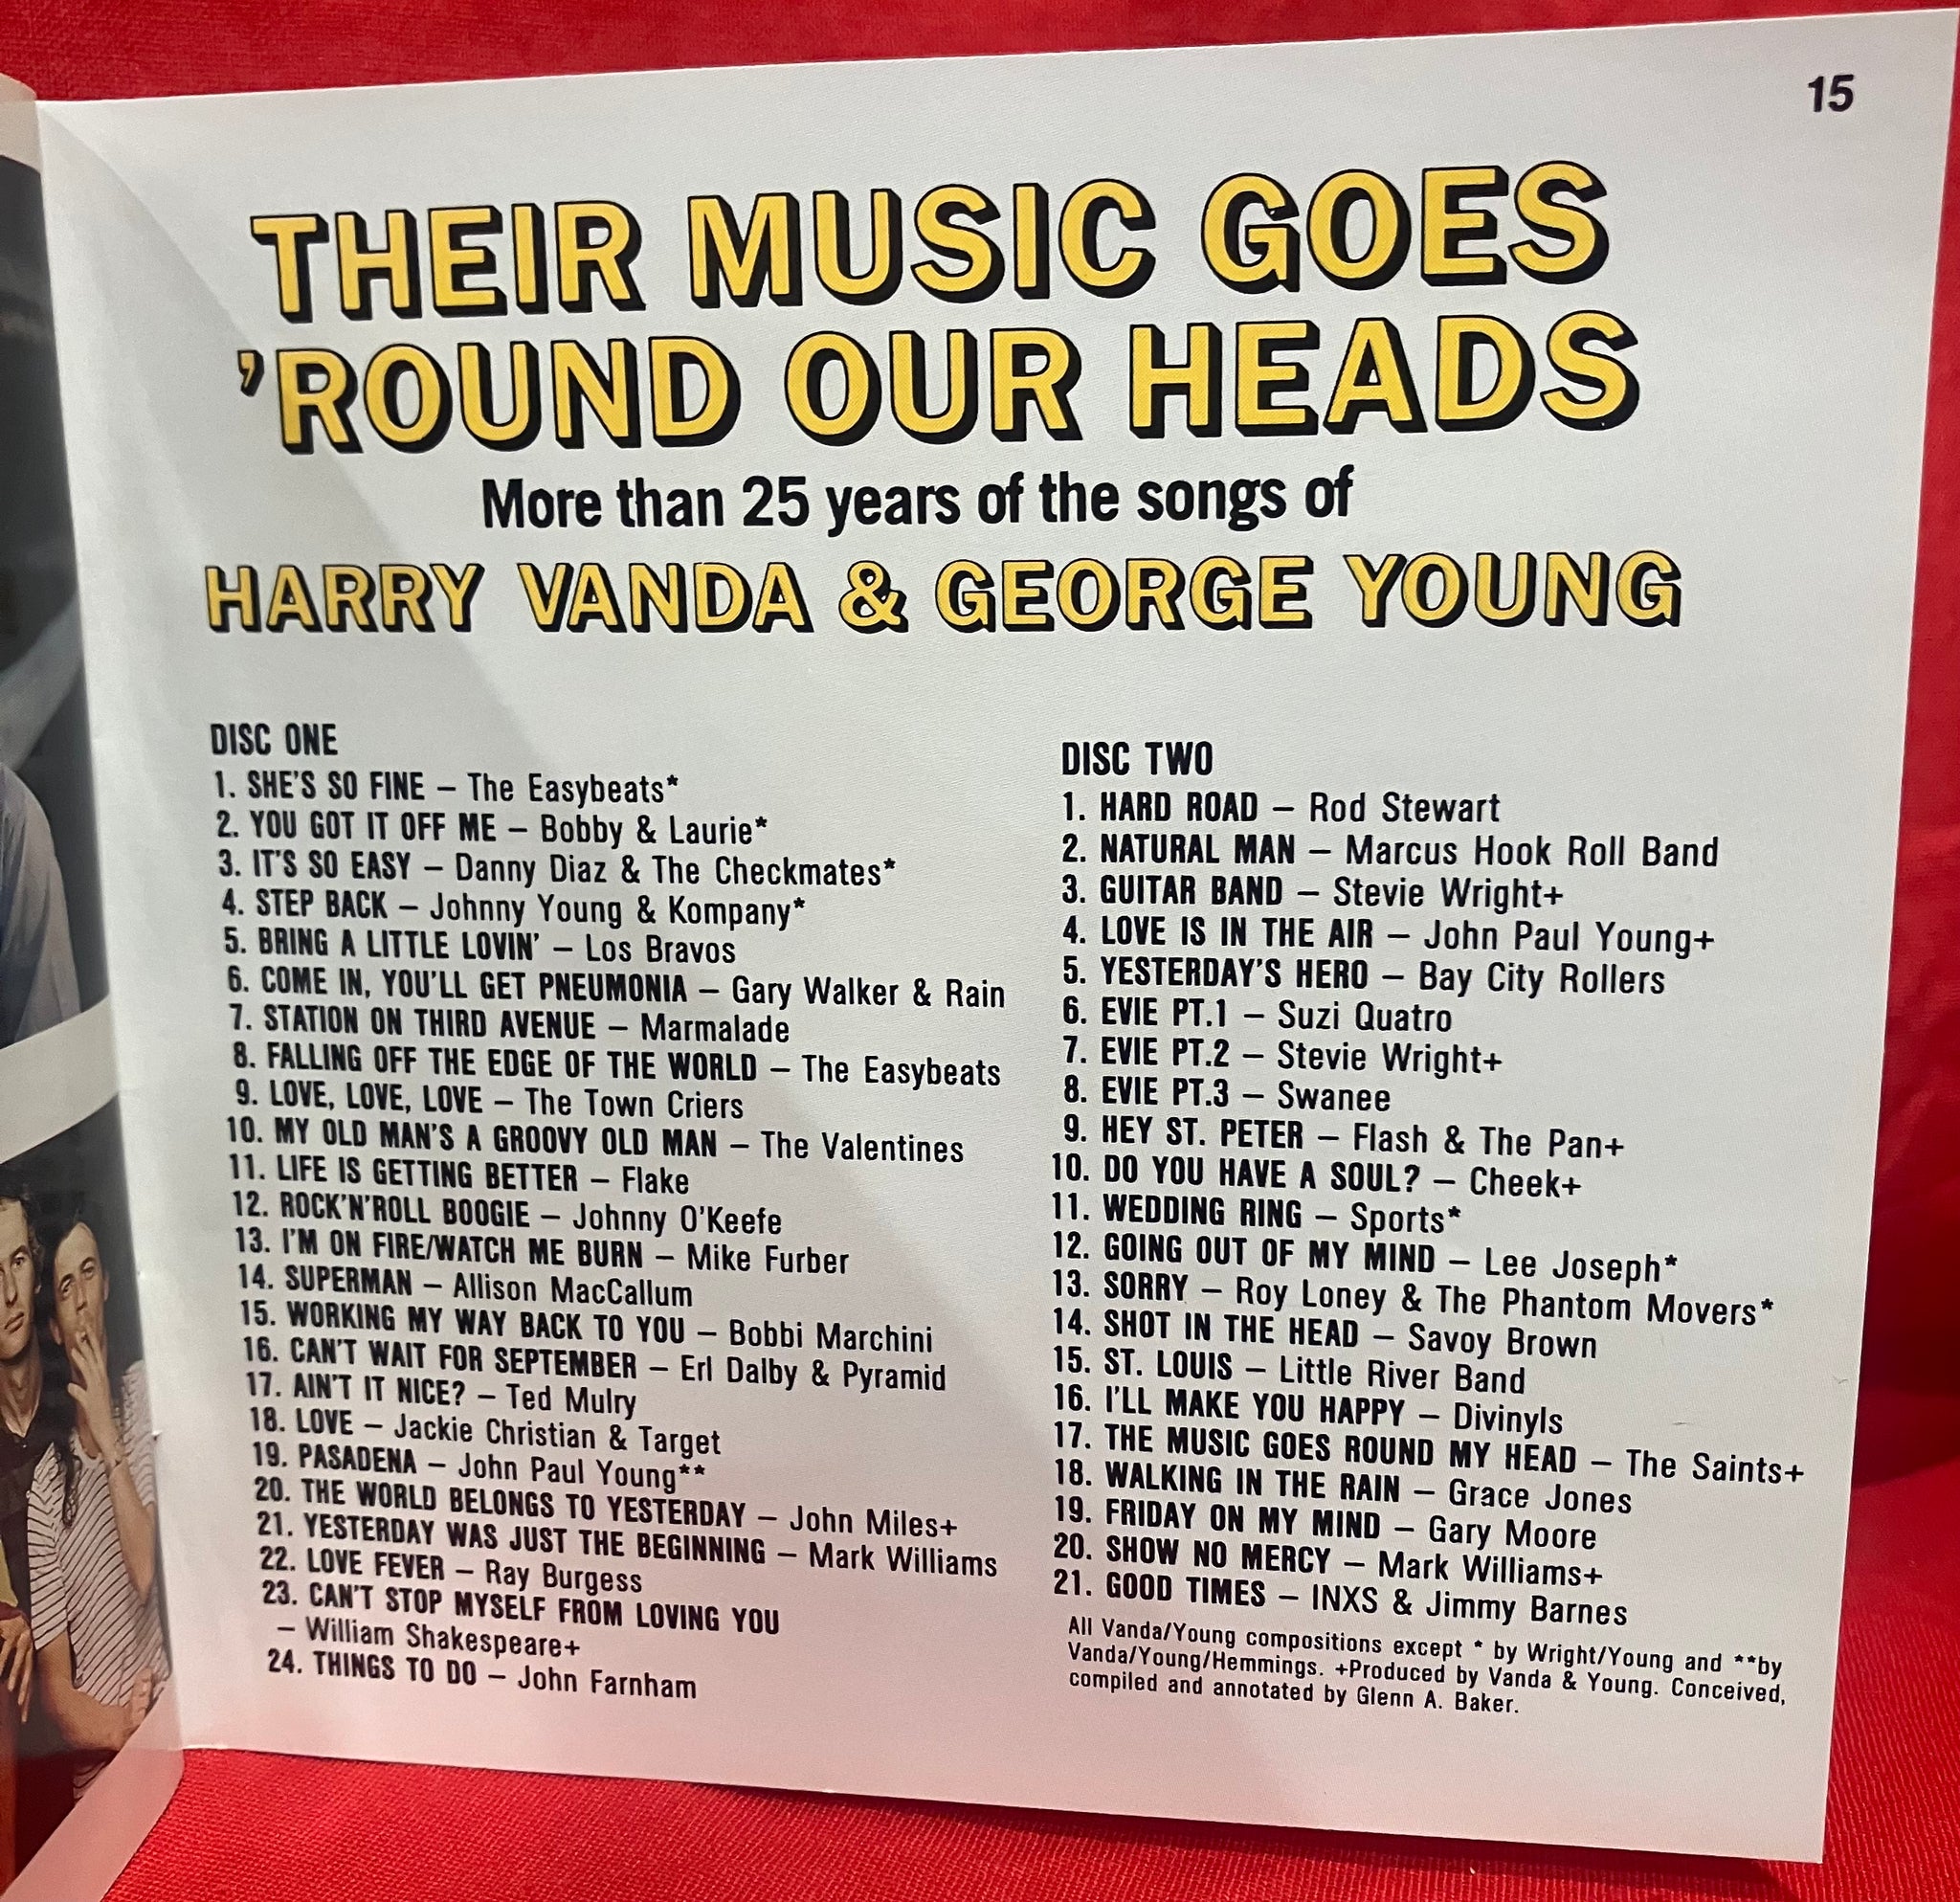 15
THEIR MUSIC GOES
’ROUND OUR HEADS
More than 25 years of the songs of
HARRY VANDA & GEORGE YOUNG
DISC ONE
1. SHE’S SO FINE – The Easybeats*
2. YOU GOT IT OFF ME – Bobby & Laurie*
3. IT’S SO EASY – Danny Diaz & The Checkmates*
4. STEP BACK – Johnny Young & Kompany*
5. BRING A LITTLE LOVIN’ – Los Bravos
6. COME IN, YOU’LL GET PNEUMONIA – Gary Walker & Rain
7. STATION ON THIRD AVENUE – Marmalade
8. FALLING OFF THE EDGE OF THE WORLD – The Easybeats
9. LOVE, LOVE, LOVE – The Town Criers
10. MY OLD MAN’S A GROOVY OLD MAN – The Valentines
11. LIFE IS GETTING BETTER – Flake
12. ROCK’N’ROLL BOOGIE – Johnny O'Keefe
13. I’M ON FIRE/WATCH ME BURN – Mike Furber
14. SUPERMAN – Allison MacCallum
15. WORKING MY WAY BACK TO YOU – Bobbi Marchini
16. CAN’T WAIT FOR SEPTEMBER – Erl Dalby & Pyramid
17. AIN’T IT NICE? – Ted Mulry
18. LOVE – Jackie Christian & Target
19. PASADENA – John Paul Young**
20. THE WORLD BELONGS TO YESTERDAY – John Miles+
21. YESTERDAY WAS JUST THE BEGINNING – Mark Williams
22. LOVE FEVER – Ray Burgess
23. CAN’T STOP MYSELF FROM LOVING YOU
– William Shakespeare+
24. THINGS TO DO – John Farnham
DISC TWO
1. HARD ROAD – Rod Stewart
2. NATURAL MAN – Marcus Hook Roll Band
3. GUITAR BAND – Stevie Wright+
4. LOVE IS IN THE AIR – John Paul Young+
5. YESTERDAY’S HERO – Bay City Rollers
6. EVIE PT.1 – Suzi Quatro
7. EVIE PT.2 – Stevie Wright+
8. EVIE PT.3 – Swanee
9. HEY ST. PETER – Flash & The Pan+
10. DO YOU HAVE A SOUL? – Cheek+
11. WEDDING RING – Sports*
12. GOING OUT OF MY MIND – Lee Joseph*
13. SORRY – Roy Loney & The Phantom Movers*
14. SHOT IN THE HEAD – Savoy Brown
15. ST. LOUIS – Little River Band
16. I’LL MAKE YOU HAPPY – Divinyls
17. THE MUSIC GOES ROUND MY HEAD – The Saints+
18. WALKING IN THE RAIN – Grace Jones
19. FRIDAY ON MY MIND – Gary Moore
20. SHOW NO MERCY – Mark Williams+
21. GOOD TIMES – INXS & Jimmy Barnes
All Vanda/Young compositions except * by Wright/Young and **by
Vanda/Young/Hemmings. +Produced by Vanda & Young. Conceived,
compiled and annotated by Glenn A. Baker.